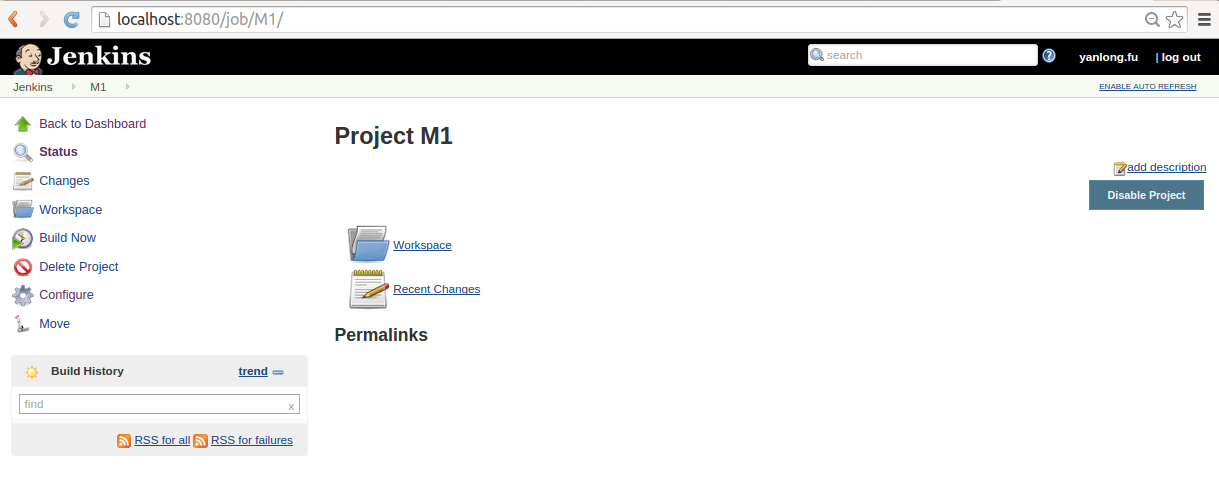 localhost:8080/job/M1/
Jenkins
search
yanlong.fu
| log out
Jenkins
M1
ENABLE AUTO REFRESH
Back to Dashboard
Status
Changes
Workspace
Build Now
Delete Project
Configure
Move
Build History
trend
find
x
RSS for all
RSS for failures
Project M1
add description
Disable Project
Workspace
Recent Changes
Permalinks